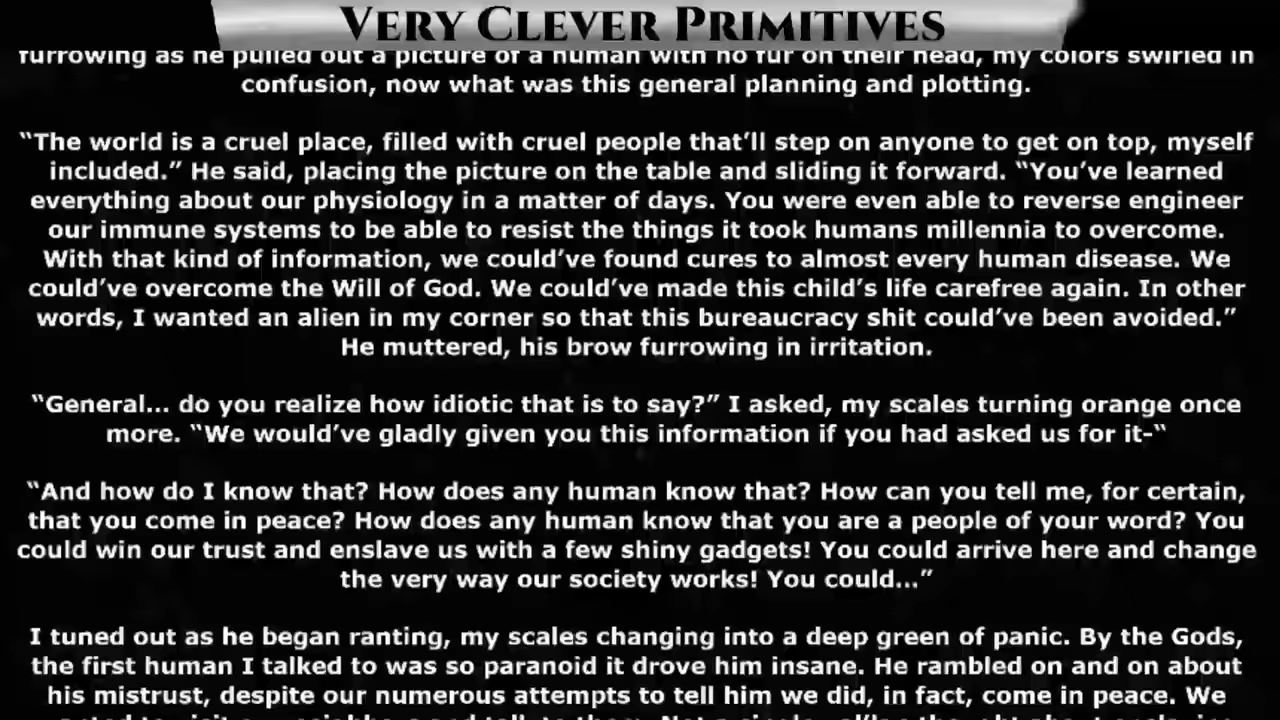 VERY CLEVER PRIMITIVES
furrowing as he pulled out a picture of a human with no fur on their head, my colors swirled in
confusion, now what was this general planning and plotting.
“The world is a cruel place, filled with cruel people that’ll step on anyone to get on top, myself
included.” He said, placing the picture on the table and sliding it forward. “You’ve learned
everything about our physiology in a matter of days. You were even able to reverse engineer
our immune systems to be able to resist the things it took humans millennia to overcome.
With that kind of information, we could’ve found cures to almost every human disease. We
could’ve overcome the Will of God. We could’ve made this child’s life carefree again. In other
words, I wanted an alien in my corner so that this bureaucracy shit could’ve been avoided.”
He muttered, his brow furrowing in irritation.
“General... do you realize how idiotic that is to say?” I asked, my scales turning orange once
more. “We would’ve gladly given you this information if you had asked us for it-“
“And how do I know that? How does any human know that? How can you tell me, for certain,
that you come in peace? How does any human know that you are a people of your word? You
could win our trust and enslave us with a few shiny gadgets! You could arrive here and change
the very way our society works! You could...”
I tuned out as he began ranting, my scales changing into a deep green of panic. By the Gods,
the first human I talked to was so paranoid it drove him insane. He rambled on and on about
his mistrust, despite our numerous attempts to tell him we did, in fact, come in peace. We